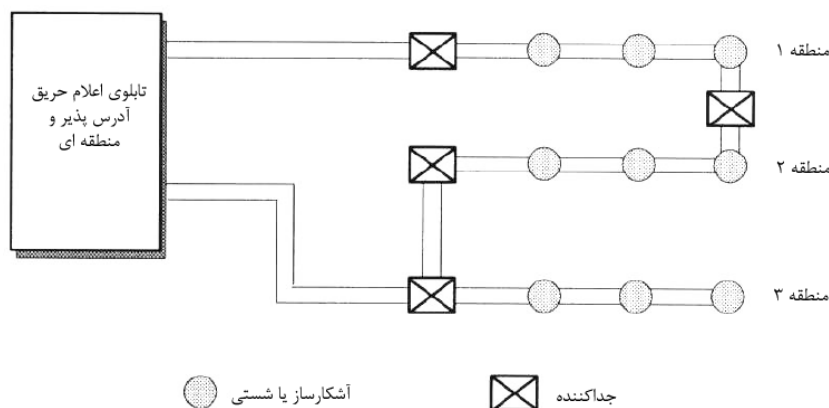 تابلوی اعلام حریق
آدرس پذیر و
منطقه ای
منطقه ۱
منطقه ۲
منطقه ۳
آشکارساز یا شستی
جداکننده